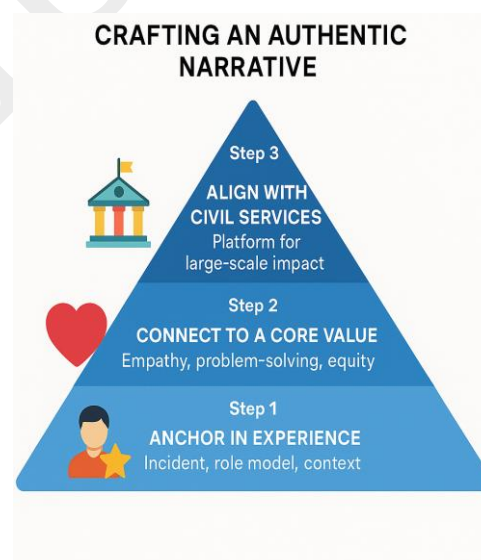 CRAFTING AN AUTHENTIC
NARRATIVE
Step 3
ALIGN WITH
CIVIL SERVICES
Platform for
large-scale impact
Step 2
CONNECT TO A CORE VALUE
Empathy, problem-solving, equity
Step 1
ANCHOR IN EXPERIENCE
Incident, role model, context